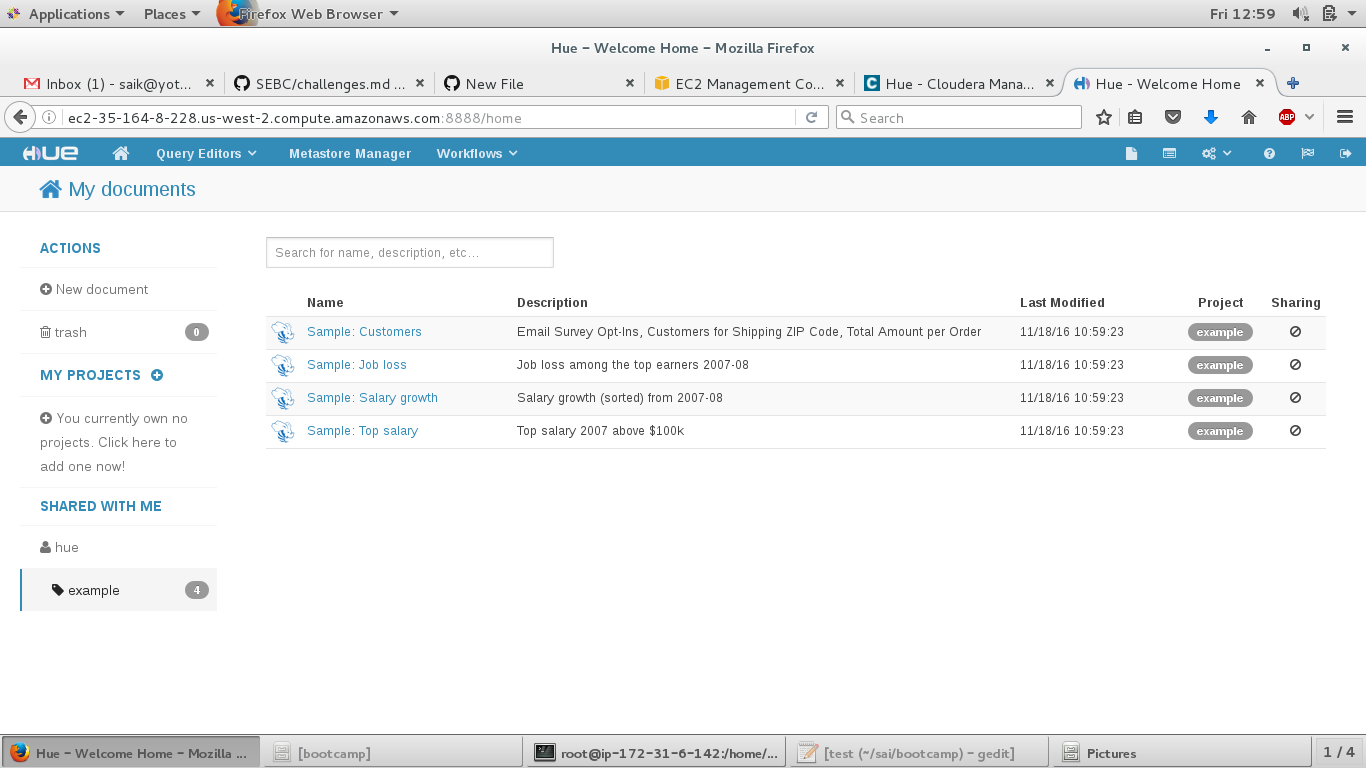 Applications Places Firefox Web Browser Fri 12:59
Hue – Welcome Home – Mozilla Firefox
Inbox (1) - saik@yot... SEBC/challenges.md ... New File EC2 Management Co... Hue - Cloudera Mana... Hue - Welcome Home
ec2-35-164-8-228.us-west-2.compute.amazonaws.com:8888/home Search ABP
HUE Query Editors Metastore Manager Workflows
My documents
ACTIONS
New document
trash 0
MY PROJECTS
You currently own no
projects. Click here to
add one now!
SHARED WITH ME
hue
example 4
Search for name, description, etc...
Name Description Last Modified Project Sharing
Sample: Customers Email Survey Opt-Ins, Customers for Shipping ZIP Code, Total Amount per Order 11/18/16 10:59:23 example
Sample: Job loss Job loss among the top earners 2007-08 11/18/16 10:59:23 example
Sample: Salary growth Salary growth (sorted) from 2007-08 11/18/16 10:59:23 example
Sample: Top salary Top salary 2007 above $100k 11/18/16 10:59:23 example
Hue – Welcome Home – Mozilla ... [bootcamp] root@ip-172-31-6-142:/home/... [test (~/sai/bootcamp) – gedit] Pictures 1 / 4